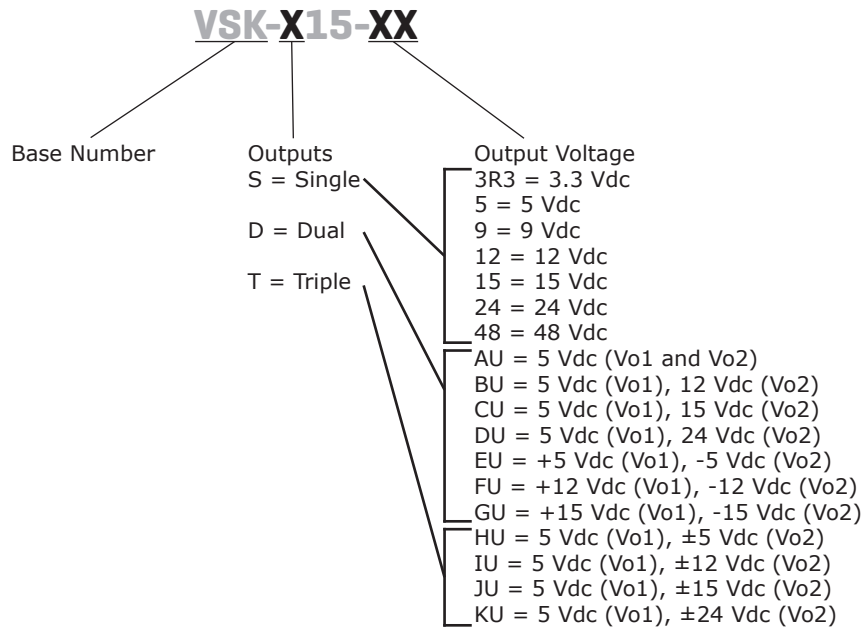 VSK-X15-XX
Base Number
Outputs
S = Single
D = Dual
T = Triple
Output Voltage
3R3 = 3.3 Vdc
5 = 5 Vdc
9 = 9 Vdc
12 = 12 Vdc
15 = 15 Vdc
24 = 24 Vdc
48 = 48 Vdc
AU = 5 Vdc (Vo1 and Vo2)
BU = 5 Vdc (Vo1), 12 Vdc (Vo2)
CU = 5 Vdc (Vo1), 15 Vdc (Vo2)
DU = 5 Vdc (Vo1), 24 Vdc (Vo2)
EU = +5 Vdc (Vo1), -5 Vdc (Vo2)
FU = +12 Vdc (Vo1), -12 Vdc (Vo2)
GU = +15 Vdc (Vo1), -15 Vdc (Vo2)
HU = 5 Vdc (Vo1), ±5 Vdc (Vo2)
IU = 5 Vdc (Vo1), ±12 Vdc (Vo2)
JU = 5 Vdc (Vo1), ±15 Vdc (Vo2)
KU = 5 Vdc (Vo1), ±24 Vdc (Vo2)